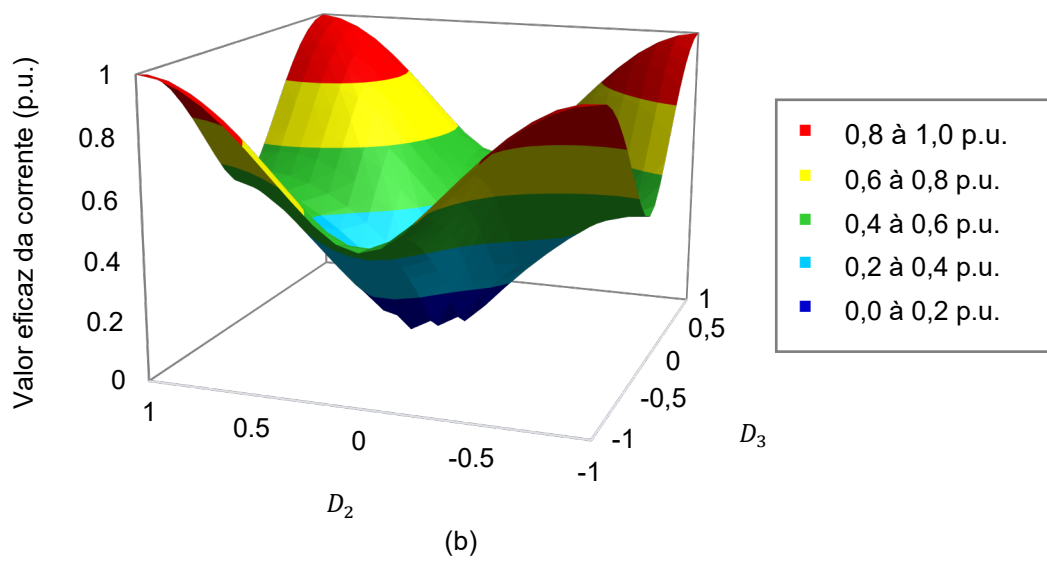 Valor eficaz da corrente (p.u.)
1
0.8
0.6
0.4
0.2
0
1
0.5
0
-0.5
-1
D₂
1
0,5
0
-0,5
-1
D₃
0,8 à 1,0 p.u.
0,6 à 0,8 p.u.
0,4 à 0,6 p.u.
0,2 à 0,4 p.u.
0,0 à 0,2 p.u.
(b)